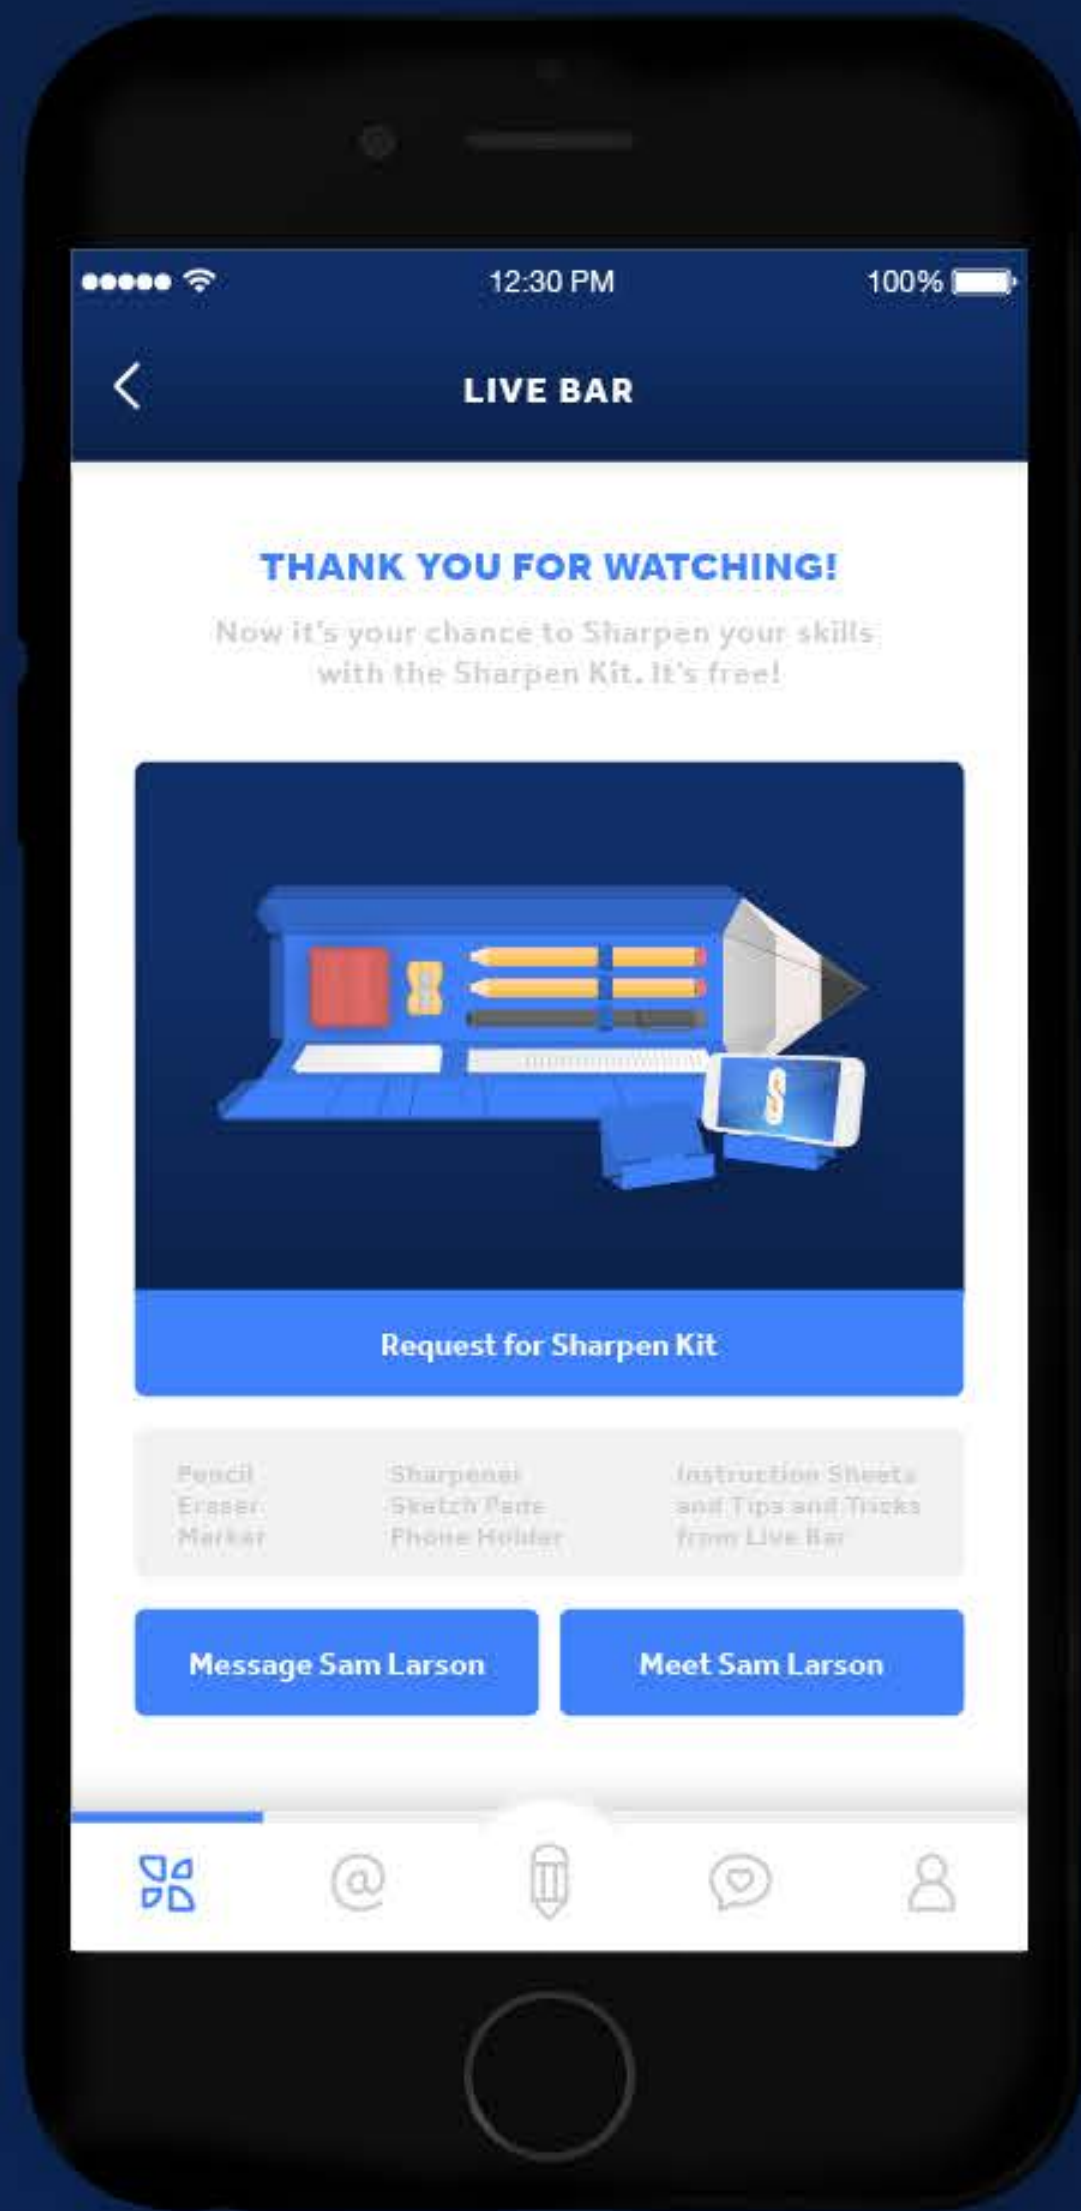 12:30 PM
100%
LIVE BAR
THANK YOU FOR WATCHING!
Now it's your chance to Sharpen your skills
with the Sharpen Kit. It's free!
Request for Sharpen Kit
Pencil
Eraser
Marker
Sharpener
Sketch Pads
Phone Holder
Instruction Sheets
and Tips and Tricks
from Live Bar
Message Sam Larson
Meet Sam Larson